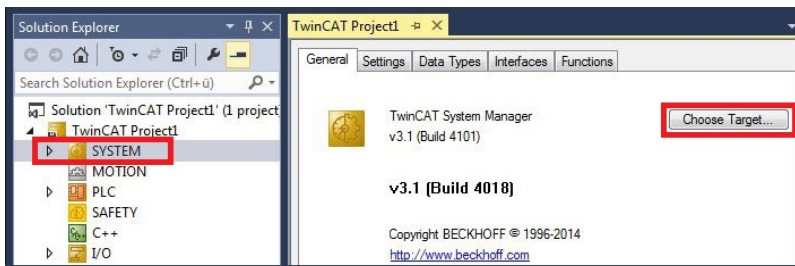 Solution Explorer
Search Solution Explorer (Ctrl+ü)
Solution 'TwinCAT Project1' (1 project
TwinCAT Project1
SYSTEM
MOTION
PLC
SAFETY
C++
I/O
TwinCAT Project1
General Settings Data Types Interfaces Functions
TwinCAT System Manager
v3.1 (Build 4101)
Choose Target...
v3.1 (Build 4018)
Copyright BECKHOFF © 1996-2014
http://www.beckhoff.com